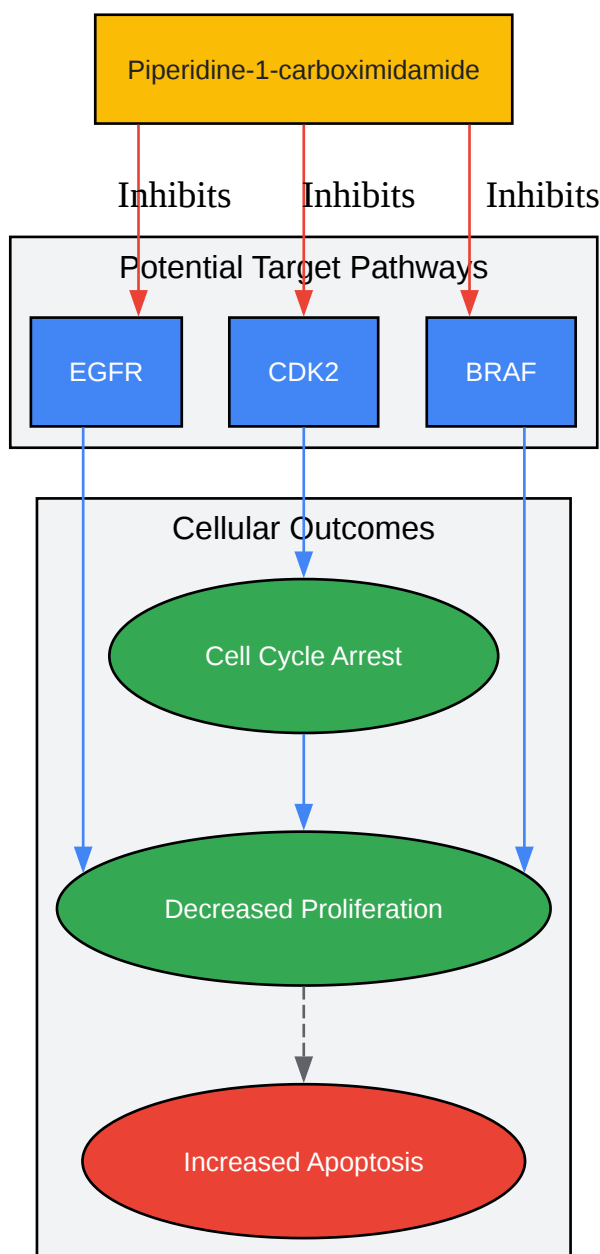 Piperidine-1-carboximidamide
Inhibits
Inhibits
Inhibits
Potential Target Pathways
EGFR
CDK2
BRAF
Cellular Outcomes
Cell Cycle Arrest
Decreased Proliferation
Increased Apoptosis